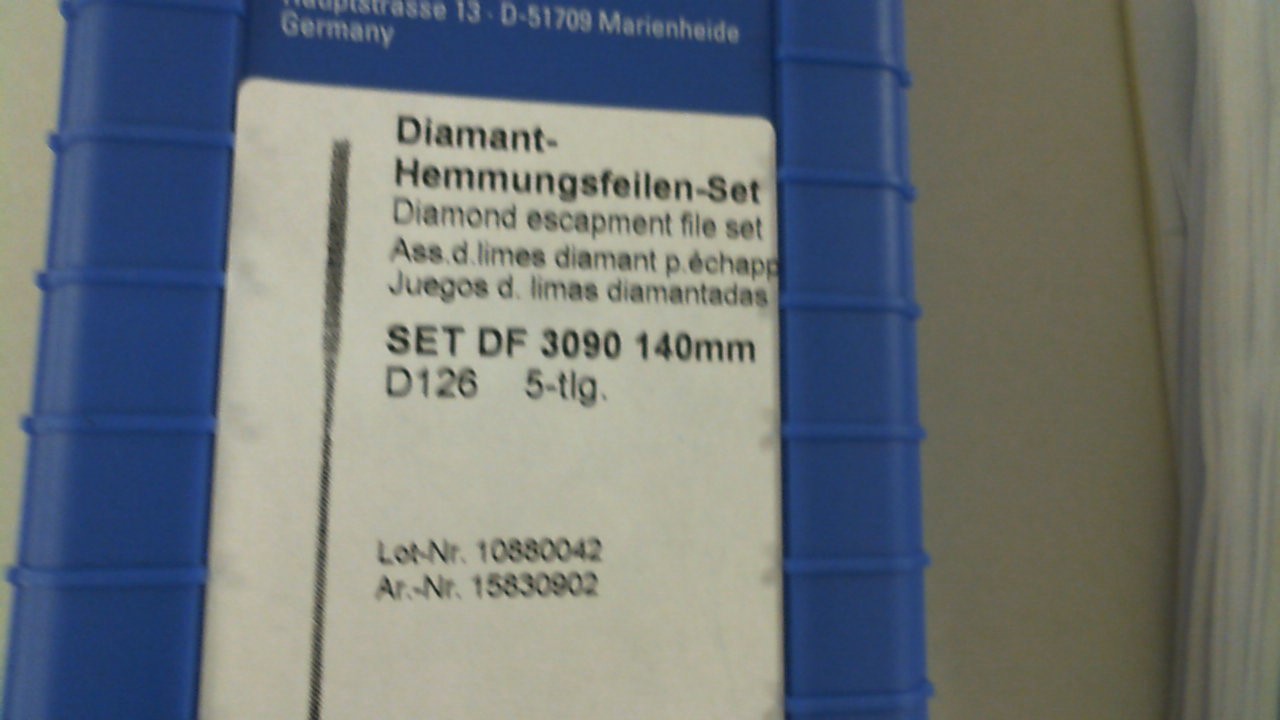 Hauptstrasse 13 · D-51709 Marienheide
Germany
Diamant-
Hemmungsfeilen-Set
Diamond escapment file set
Ass.d.limes diamant p.échapp
Juegos d. limas diamantadas
SET DF 3090 140mm
D126 5-tlg.
Lot-Nr. 10880042
Ar.-Nr. 15830902